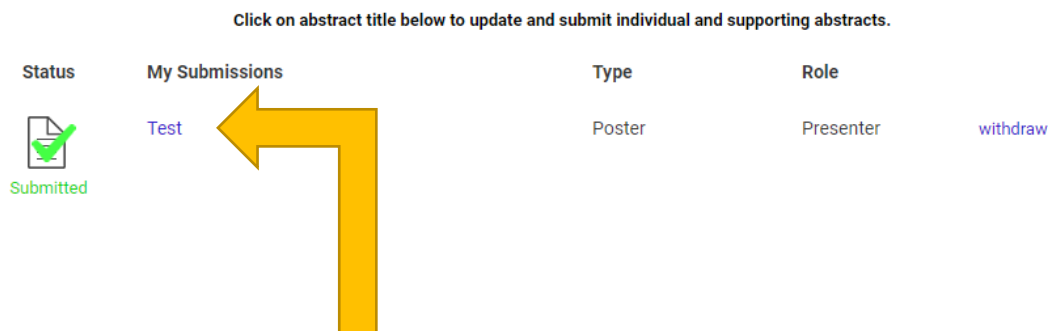 Click on abstract title below to update and submit individual and supporting abstracts.
Status My Submissions Type Role
Test Poster Presenter withdraw
Submitted